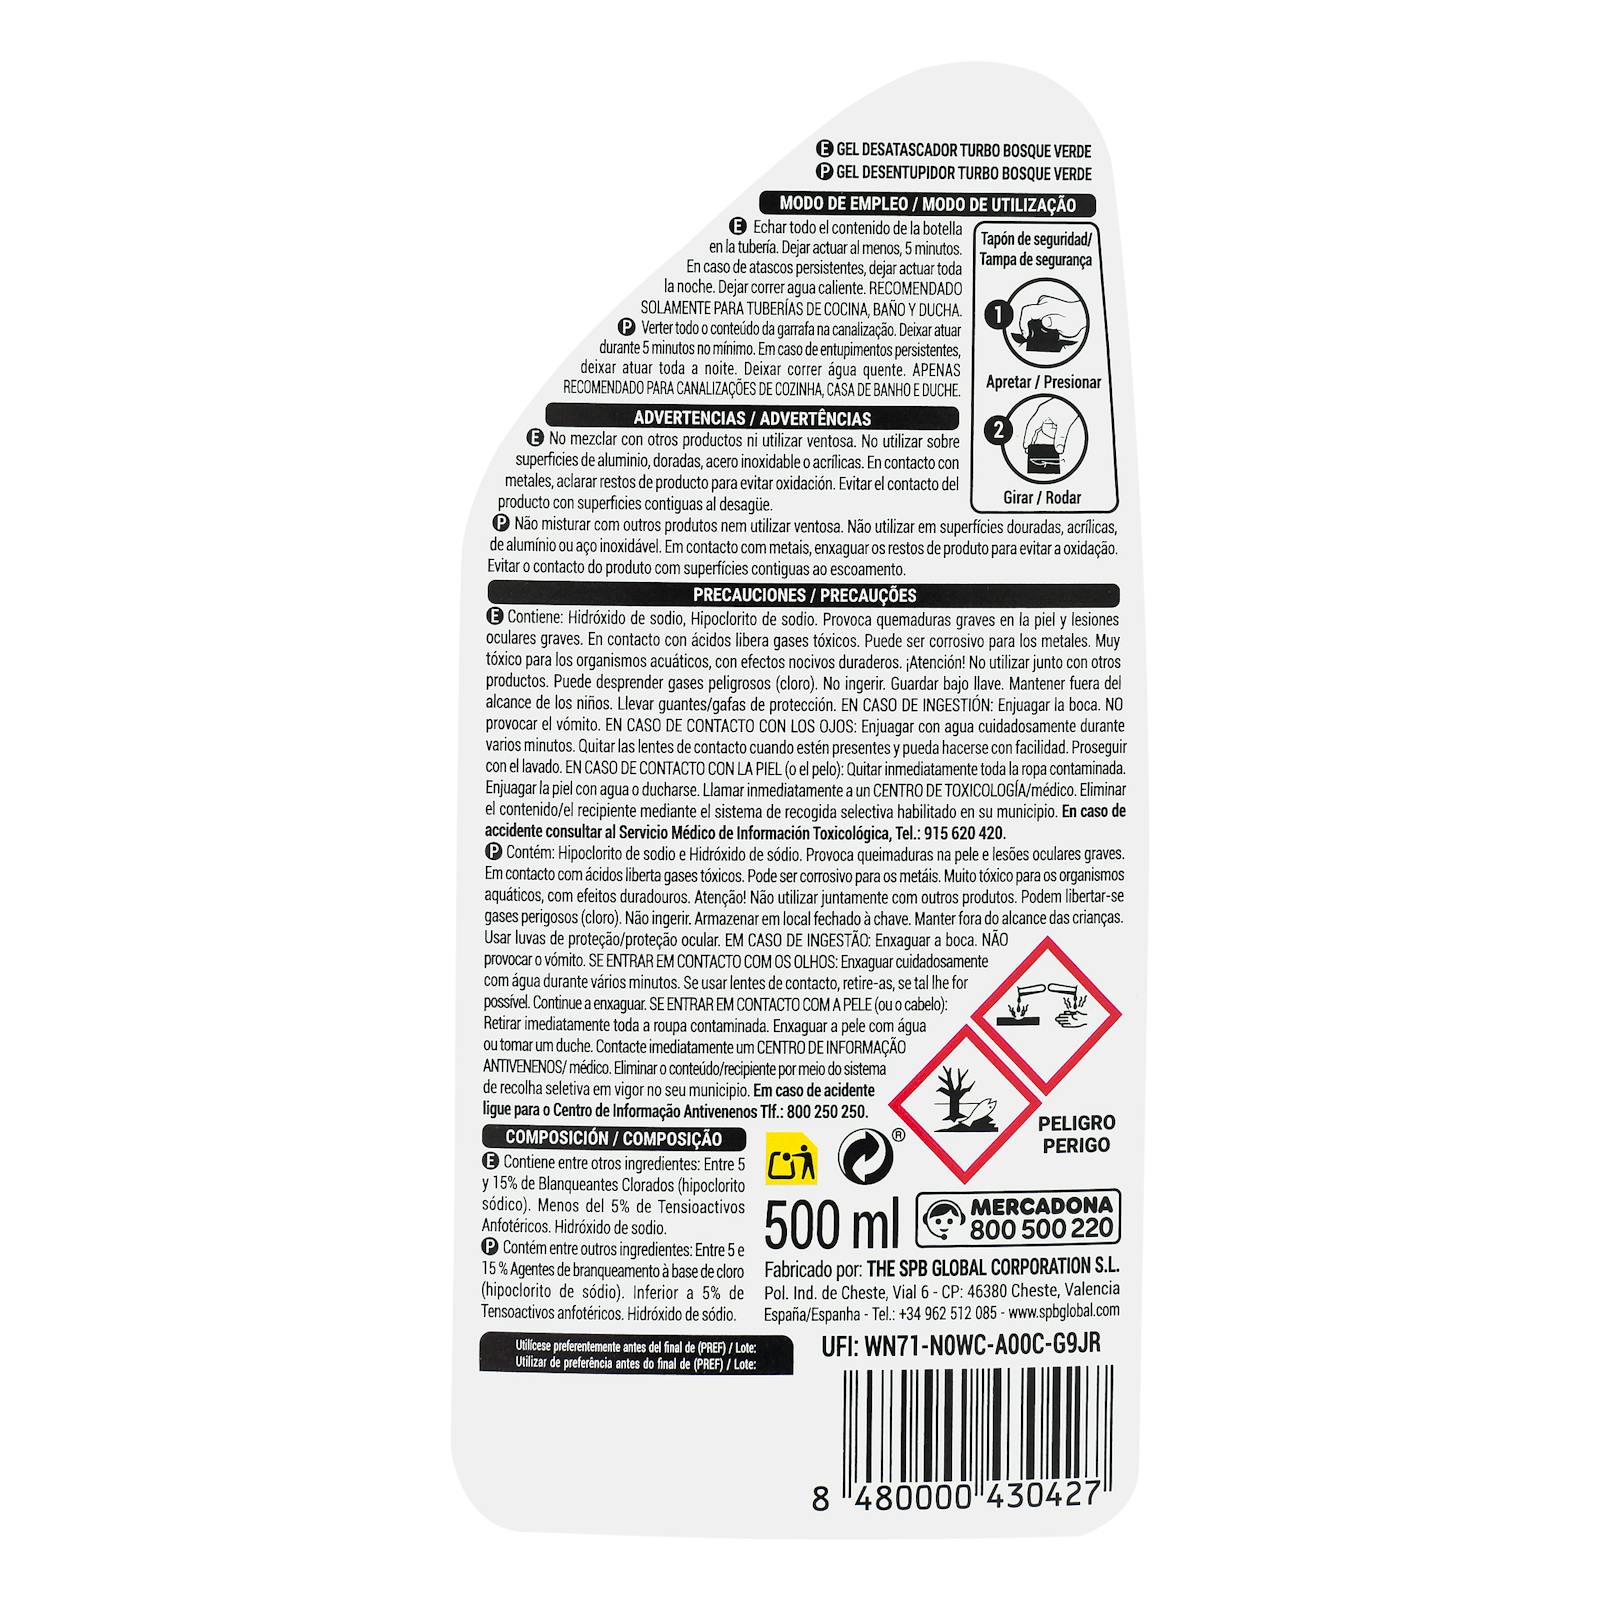 E GEL DESATASCADOR TURBO BOSQUE VERDE
P GEL DESENTUPIDOR TURBO BOSQUE VERDE
MODO DE EMPLEO / MODO DE UTILIZAÇÃO
E Echar todo el contenido de la botella
en la tubería. Dejar actuar al menos, 5 minutos.
En caso de atascos persistentes, dejar actuar toda
la noche. Dejar correr agua caliente. RECOMENDADO
SOLAMENTE PARA TUBERÍAS DE COCINA, BAÑO Y DUCHA.
P Verter todo o conteúdo da garrafa na canalização. Deixar atuar
durante 5 minutos no mínimo. Em caso de entupimentos persistentes,
deixar atuar toda a noite. Deixar correr água quente. APENAS
RECOMENDADO PARA CANALIZAÇÕES DE COZINHA, CASA DE BANHO E DUCHE.
Tapón de seguridad/
Tampa de segurança
1
Apretar / Presionar
2
Girar / Rodar
ADVERTENCIAS / ADVERTÊNCIAS
E No mezclar con otros productos ni utilizar ventosa. No utilizar sobre
superficies de aluminio, doradas, acero inoxidable o acrílicas. En contacto con
metales, aclarar restos de producto para evitar oxidación. Evitar el contacto del
producto con superficies contiguas al desagüe.
P Não misturar com outros produtos nem utilizar ventosa. Não utilizar em superfícies douradas, acrílicas,
de alumínio ou aço inoxidável. Em contacto com metais, enxaguar os restos de produto para evitar a oxidação.
Evitar o contacto do produto com superfícies contiguas ao escoamento.
PRECAUCIONES / PRECAUÇÕES
E Contiene: Hidróxido de sodio, Hipoclorito de sodio. Provoca quemaduras graves en la piel y lesiones
oculares graves. En contacto con ácidos libera gases tóxicos. Puede ser corrosivo para los metales. Muy
tóxico para los organismos acuáticos, con efectos nocivos duraderos. ¡Atención! No utilizar junto con otros
productos. Puede desprender gases peligrosos (cloro). No ingerir. Guardar bajo llave. Mantener fuera del
alcance de los niños. Llevar guantes/gafas de protección. EN CASO DE INGESTIÓN: Enjuagar la boca. NO
provocar el vómito. EN CASO DE CONTACTO CON LOS OJOS: Enjuagar con agua cuidadosamente durante
varios minutos. Quitar las lentes de contacto cuando estén presentes y pueda hacerse con facilidad. Proseguir
con el lavado. EN CASO DE CONTACTO CON LA PIEL (o el pelo): Quitar inmediatamente toda la ropa contaminada.
Enjuagar la piel con agua o ducharse. Llamar inmediatamente a un CENTRO DE TOXICOLOGÍA/médico. Eliminar
el contenido/el recipiente mediante el sistema de recogida selectiva habilitado en su municipio. En caso de
accidente consultar al Servicio Médico de Información Toxicológica, Tel.: 915 620 420.
P Contém: Hipoclorito de sodio e Hidróxido de sódio. Provoca queimaduras na pele e lesões oculares graves.
Em contacto com ácidos liberta gases tóxicos. Pode ser corrosivo para os metáis. Muito tóxico para os organismos
aquáticos, com efeitos duradouros. Atenção! Não utilizar juntamente com outros produtos. Podem libertar-se
gases perigosos (cloro). Não ingerir. Armazenar em local fechado à chave. Manter fora do alcance das crianças.
Usar luvas de proteção/proteção ocular. EM CASO DE INGESTÃO: Enxaguar a boca. NÃO
provocar o vómito. SE ENTRAR EM CONTACTO COM OS OLHOS: Enxaguar cuidadosamente
com água durante vários minutos. Se usar lentes de contacto, retire-as, se tal lhe for
possível. Continue a enxaguar. SE ENTRAR EM CONTACTO COM A PELE (ou o cabelo):
Retirar imediatamente toda a roupa contaminada. Enxaguar a pele com água
ou tomar um duche. Contacte imediatamente um CENTRO DE INFORMAÇÃO
ANTIVENENOS/ médico. Eliminar o conteúdo/recipiente por meio do sistema
de recolha seletiva em vigor no seu municipio. Em caso de acidente
ligue para o Centro de Informação Antivenenos Tlf.: 800 250 250.
PELIGRO
PERIGO
COMPOSICIÓN / COMPOSIÇÃO
E Contiene entre otros ingredientes: Entre 5
y 15% de Blanqueantes Clorados (hipoclorito
sódico). Menos del 5% de Tensioactivos
Anfotéricos. Hidróxido de sodio.
P Contém entre outros ingredientes: Entre 5 e
15 % Agentes de branqueamento à base de cloro
(hipoclorito de sódio). Inferior a 5% de
Tensoactivos anfotéricos. Hidróxido de sódio.
®
500 ml
MERCADONA
800 500 220
Fabricado por: THE SPB GLOBAL CORPORATION S.L.
Pol. Ind. de Cheste, Vial 6 - CP: 46380 Cheste, Valencia
España/Espanha - Tel.: +34 962 512 085 - www.spbglobal.com
Utilícese preferentemente antes del final de (PREF) / Lote:
Utilizar de preferência antes do final de (PREF) / Lote:
UFI: WN71-N0WC-A00C-G9JR
8 480000 430427